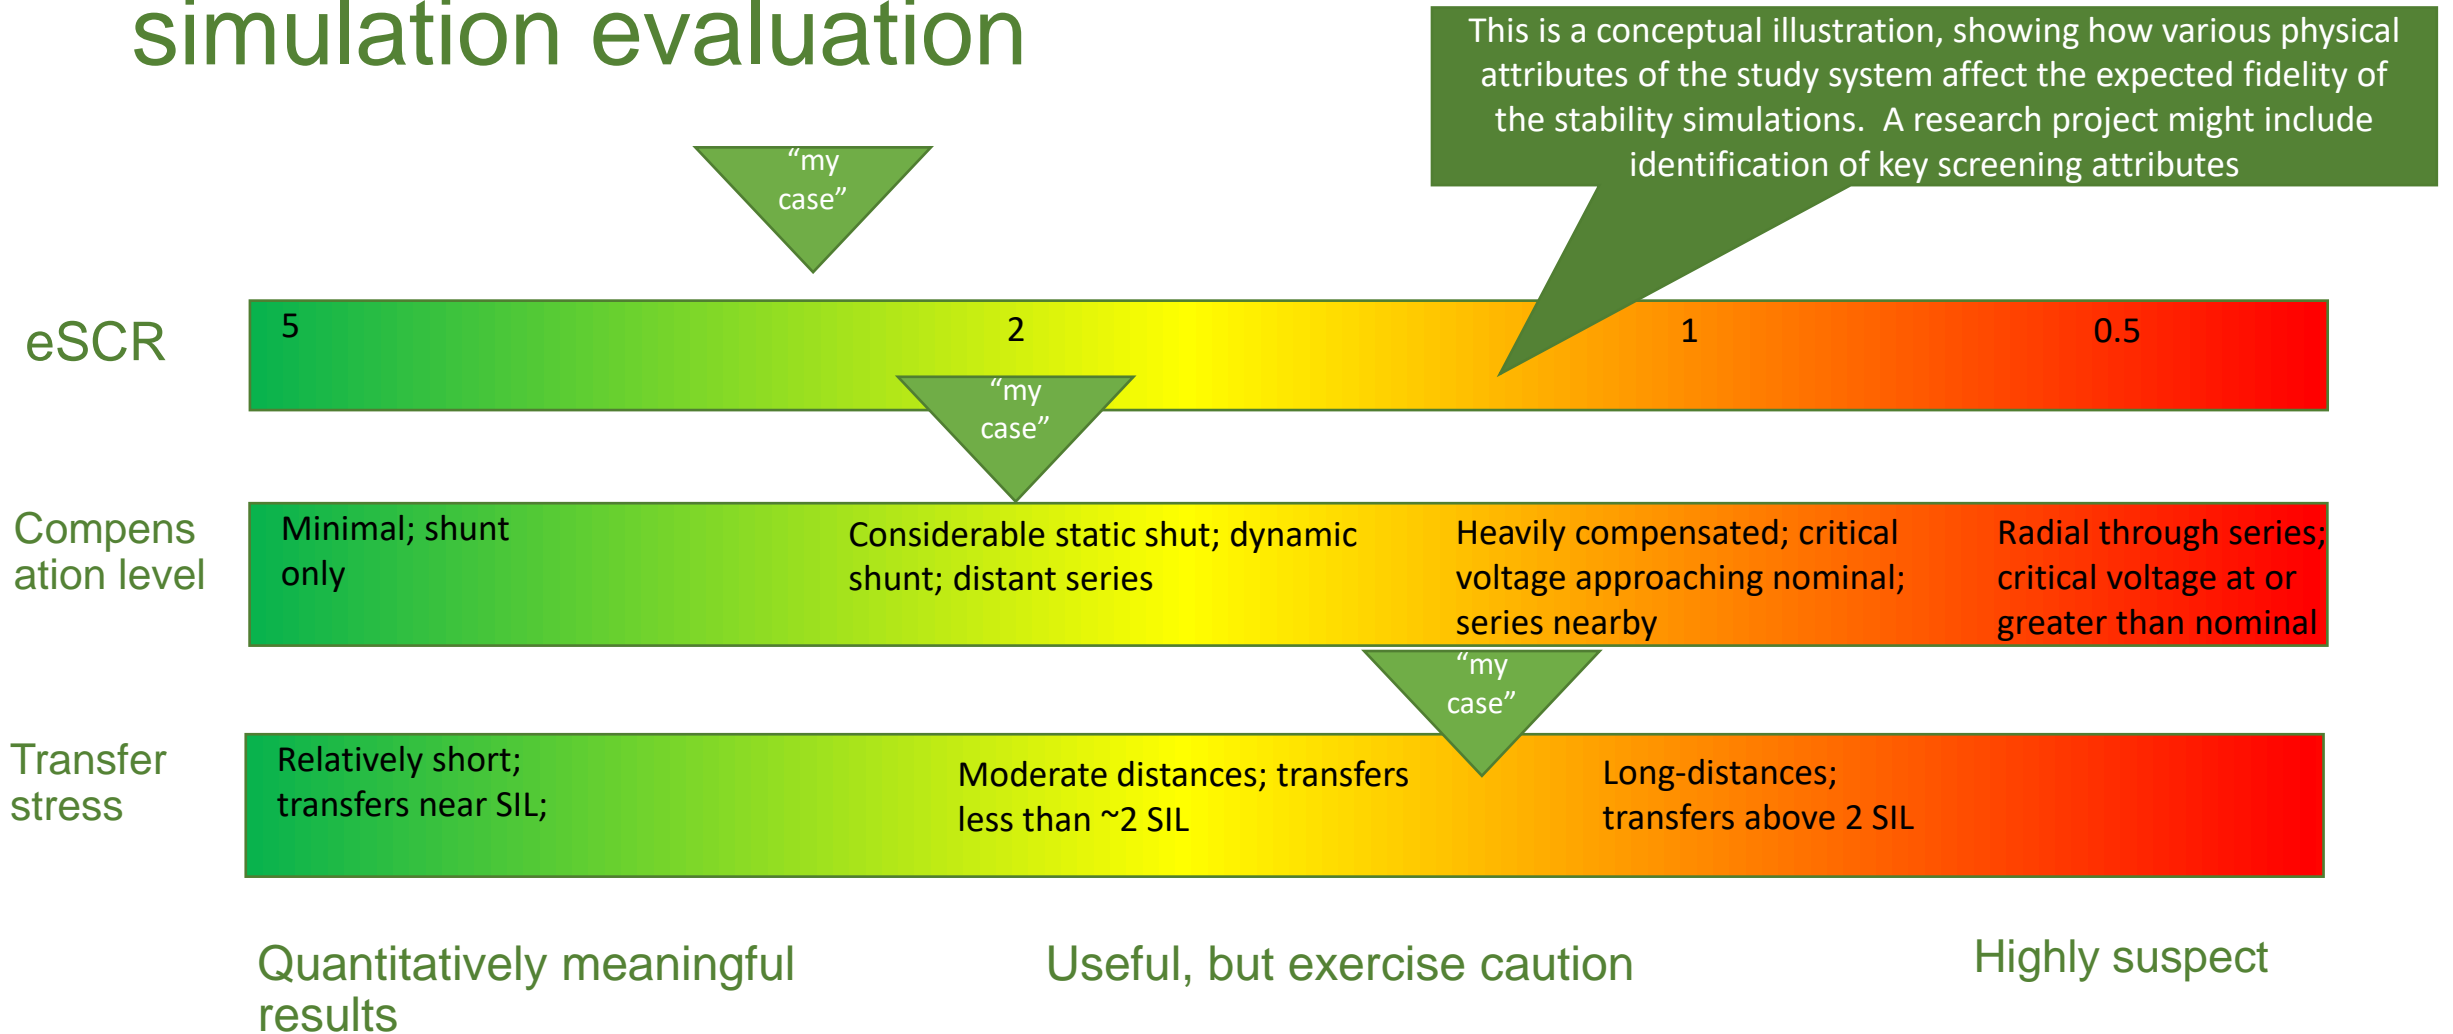 simulation evaluation
This is a conceptual illustration, showing how various physical
attributes of the study system affect the expected fidelity of
the stability simulations.  A research project might include
identification of key screening attributes
“my
case”
eSCR
5
2
1
0.5
“my
case”
Compens
ation level
Minimal; shunt
only
Considerable static shut; dynamic
shunt; distant series
Heavily compensated; critical
voltage approaching nominal;
series nearby
Radial through series;
critical voltage at or
greater than nominal
“my
case”
Transfer
stress
Relatively short;
transfers near SIL;
Moderate distances; transfers
less than ~2 SIL
Long-distances;
transfers above 2 SIL
Quantitatively meaningful
results
Useful, but exercise caution
Highly suspect